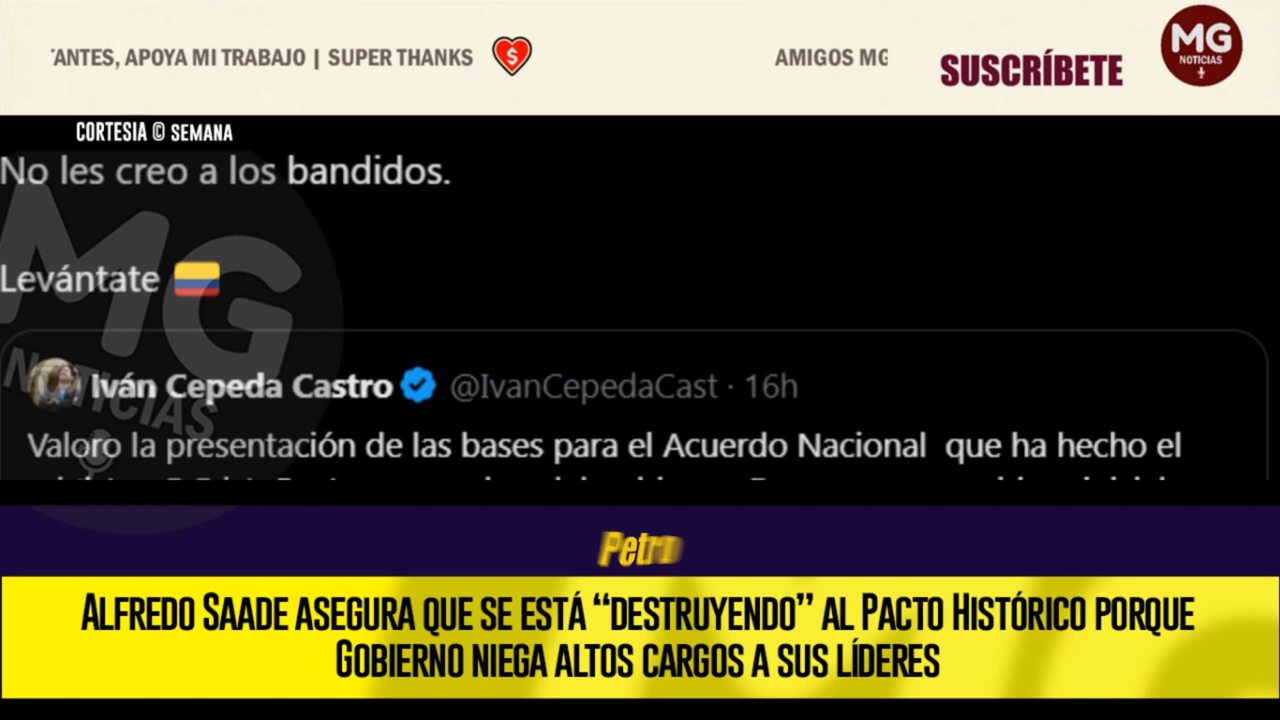 'ANTES, APOYA MI TRABAJO | SUPER THANKS
AMIGOS MG
SUSCRÍBETE
MG
NOTICIAS
CORTESIA © SEMANA
No les creo a los bandidos.
Levántate
MG
NOTICIAS
Iván Cepeda Castro @IvanCepedaCast · 16h
Valoro la presentación de las bases para el Acuerdo Nacional que ha hecho el
Petro
ALFREDO SAADE ASEGURA QUE SE ESTÁ “DESTRUYENDO” AL PACTO HISTÓRICO PORQUE
GOBIERNO NIEGA ALTOS CARGOS A SUS LÍDERES